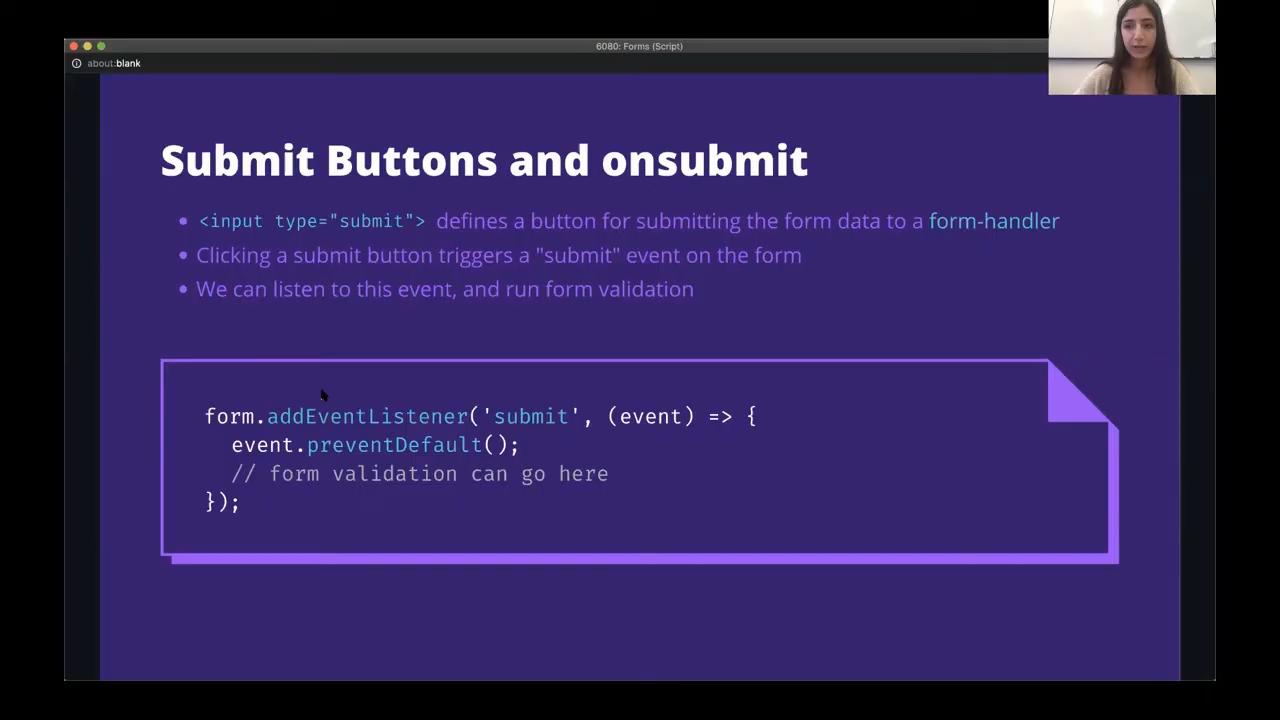 6080: Forms (Script)
about:blank
Submit Buttons and onsubmit
• <input type="submit"> defines a button for submitting the form data to a form-handler
• Clicking a submit button triggers a "submit" event on the form
• We can listen to this event, and run form validation
form.addEventListener('submit', (event) => {
  event.preventDefault();
  // form validation can go here
});